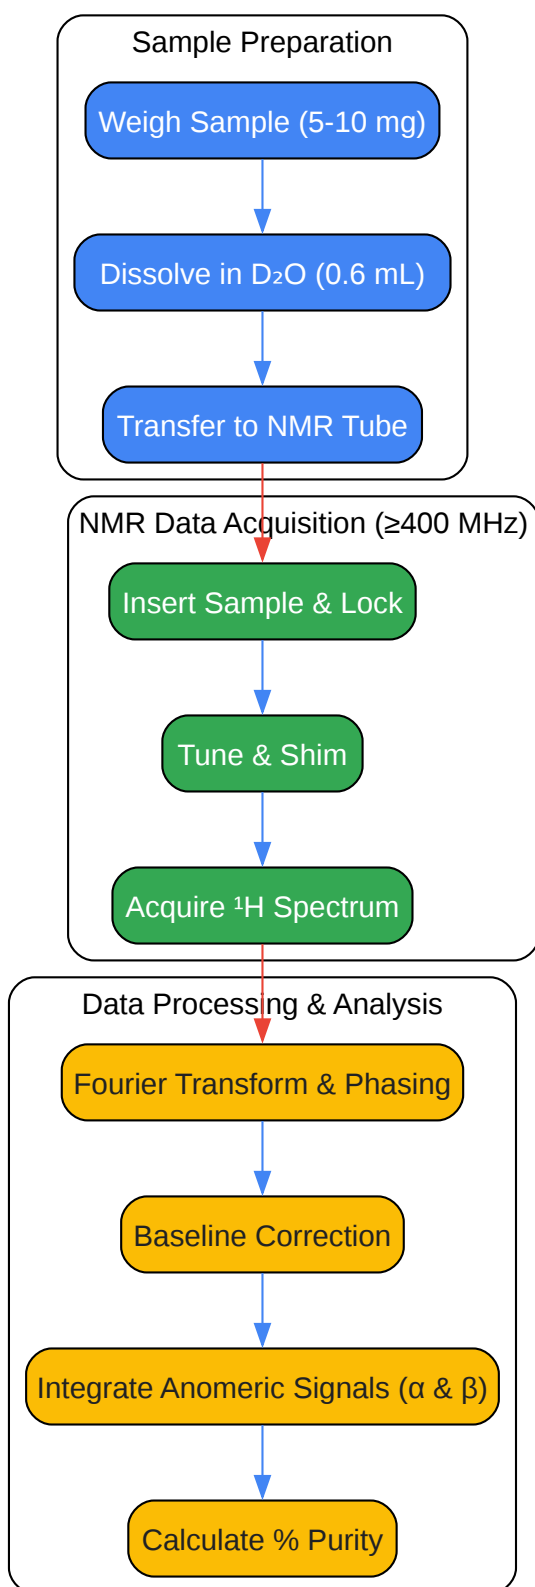 Sample Preparation
Weigh Sample (5-10 mg)
Dissolve in D₂O (0.6 mL)
Transfer to NMR Tube
NMR Data Acquisition (≥400 MHz)
Insert Sample & Lock
Tune & Shim
Acquire ¹H Spectrum
Data Processing & Analysis
Fourier Transform & Phasing
Baseline Correction
Integrate Anomeric Signals (α & β)
Calculate % Purity